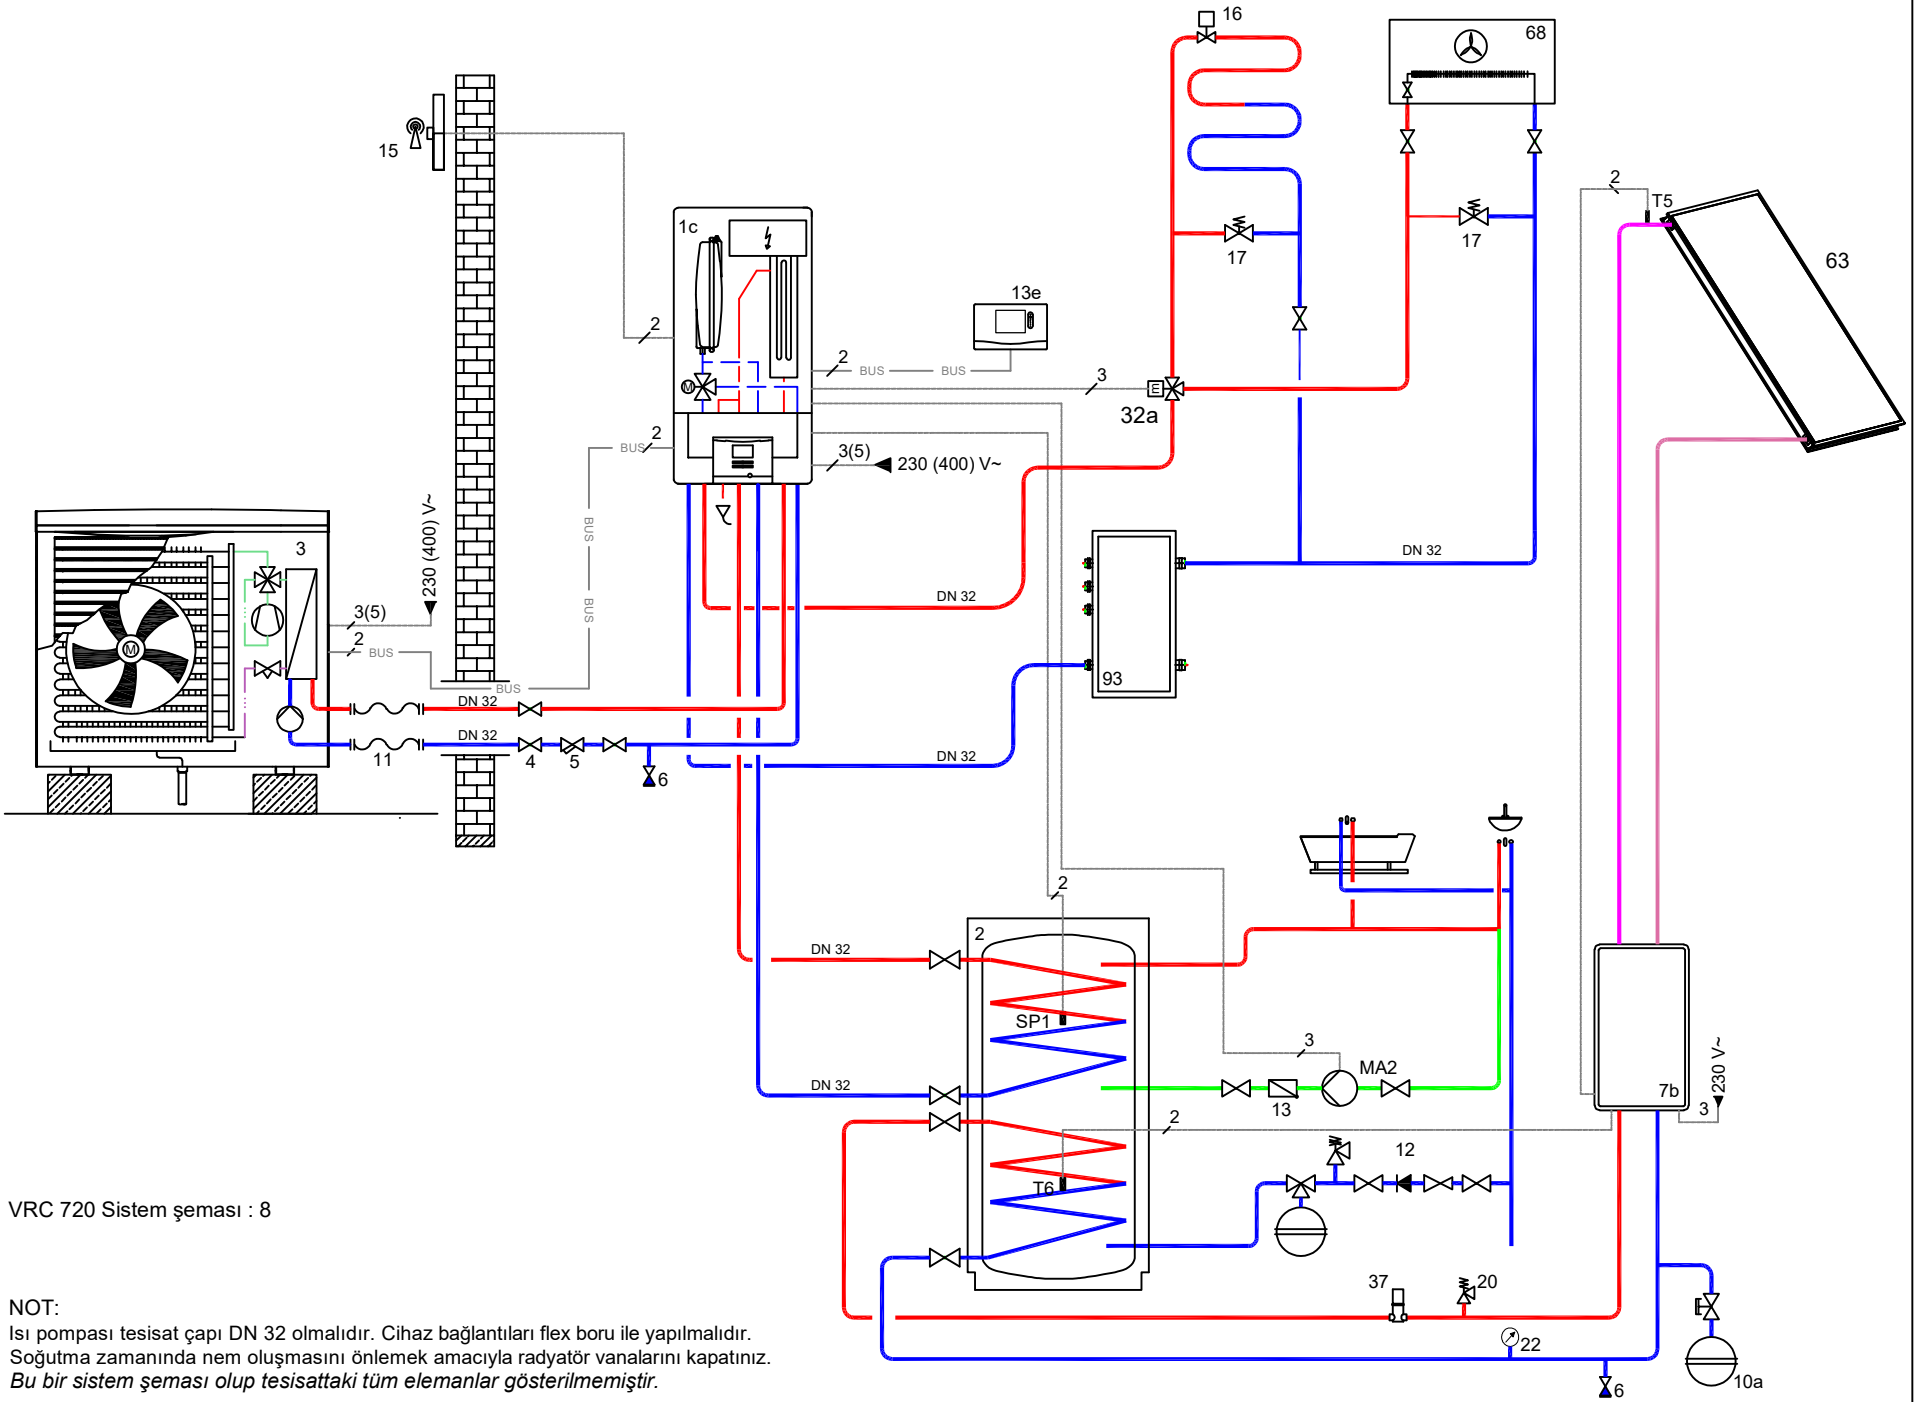 16
68
15
2
T5
1c
17
17
63
13e
2
BUS
BUS
3
2
32a
BUS
2
3(5)
230 (400) V~
M
m
BUS
230 (400) V~
DN 32
3
3(5)
2
BUS
M
BUS
DN 32
BUS
DN 32
93
DN 32
11
4
5
6
DN 32
2
2
DN 32
SP1
3
MA2
DN 32
13
7b
3
230 V~
2
12
T6
VRC 720 Sistem şeması : 8
37
20
22
10a
6
NOT:
Isı pompası tesisat çapı DN 32 olmalıdır. Cihaz bağlantıları flex boru ile yapılmalıdır.
Soğutma zamanında nem oluşmasını önlemek amacıyla radyatör vanalarını kapatınız.
Bu bir sistem şeması olup tesisattaki tüm elemanlar gösterilmemiştir.